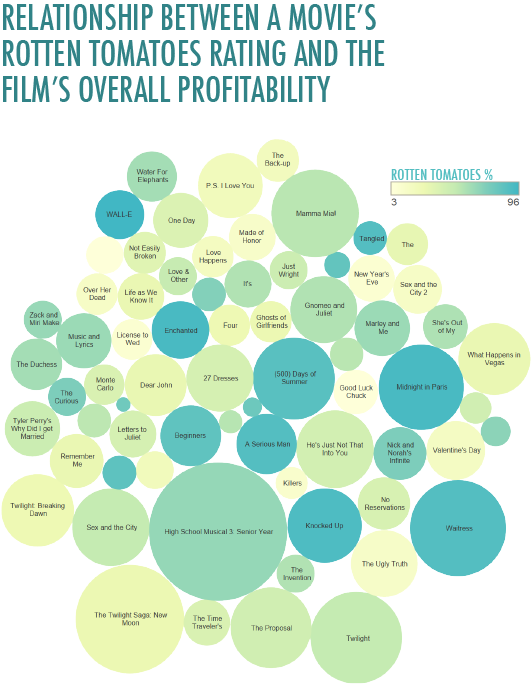 RELATIONSHIP BETWEEN A MOVIE'S
ROTTEN TOMATOES RATING AND THE
FILM'S OVERALL PROFITABILITY
ROTTEN TOMATOES %
3
96
The
Back-up
Water For
Elephants
P.S. I Love You
WALL-E
One Day
Mamma Mia!
Made of
Honor
Tangled
The
Not Easily
Broken
Love
Happens
Love &
Other
Just
Wright
New Year's
Eve
Sex and the
City 2
Over Her
Dead
Life as We
Know It
It's
Gnomeo and
Juliet
Zack and
Miri Make
Music and
Lyrics
License to
Wed
Enchanted
Four
Ghosts of
Girlfriends
Marley and
Me
She's Out
of My
What Happens in
Vegas
The Duchess
The
Curious
Monte
Carlo
Dear John
27 Dresses
(500) Days of
Summer
Good Luck
Chuck
Midnight in Paris
Tyler Perry's
Why Did I get
Married
Letters to
Juliet
Beginners
A Serious Man
He's Just Not That
Into You
Nick and
Norah's
Infinite
Valentine's Day
Remember
Me
Killers
Twilight: Breaking
Dawn
Sex and the City
High School Musical 3: Senior Year
Knocked Up
No
Reservations
Waitress
The
Invention
The Ugly Truth
The Twilight Saga: New
Moon
The Time
Traveler's
The Proposal
Twilight